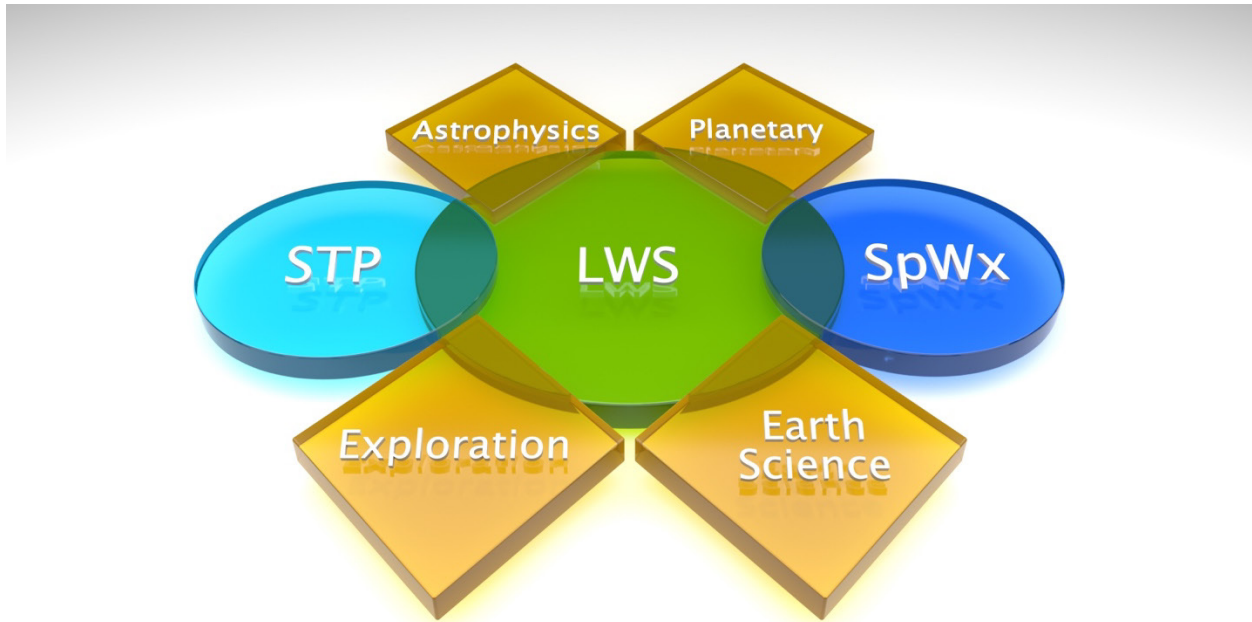 Astrophysics
Planetary
STP
LWS
SpWx
Exploration
Earth
Science